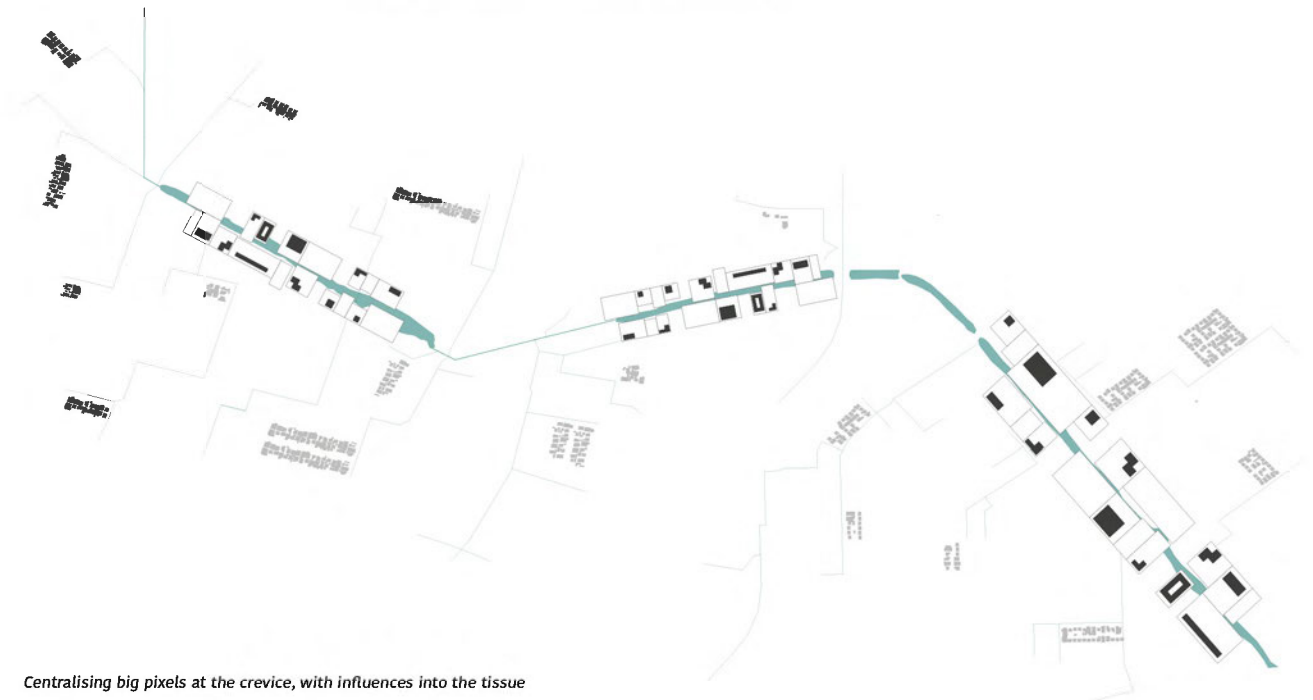 Centralising big pixels at the crevice, with influences into the tissue